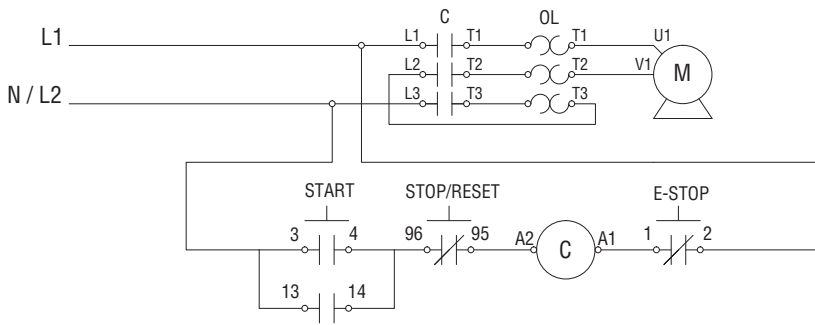 C OL
L1 L1 T1 T1 U1
L2 T2 T2 V1 M
N / L2 L3 T3 T3
START STOP/RESET E-STOP
3 4 96 95 A2 C A1 1 2
13 14